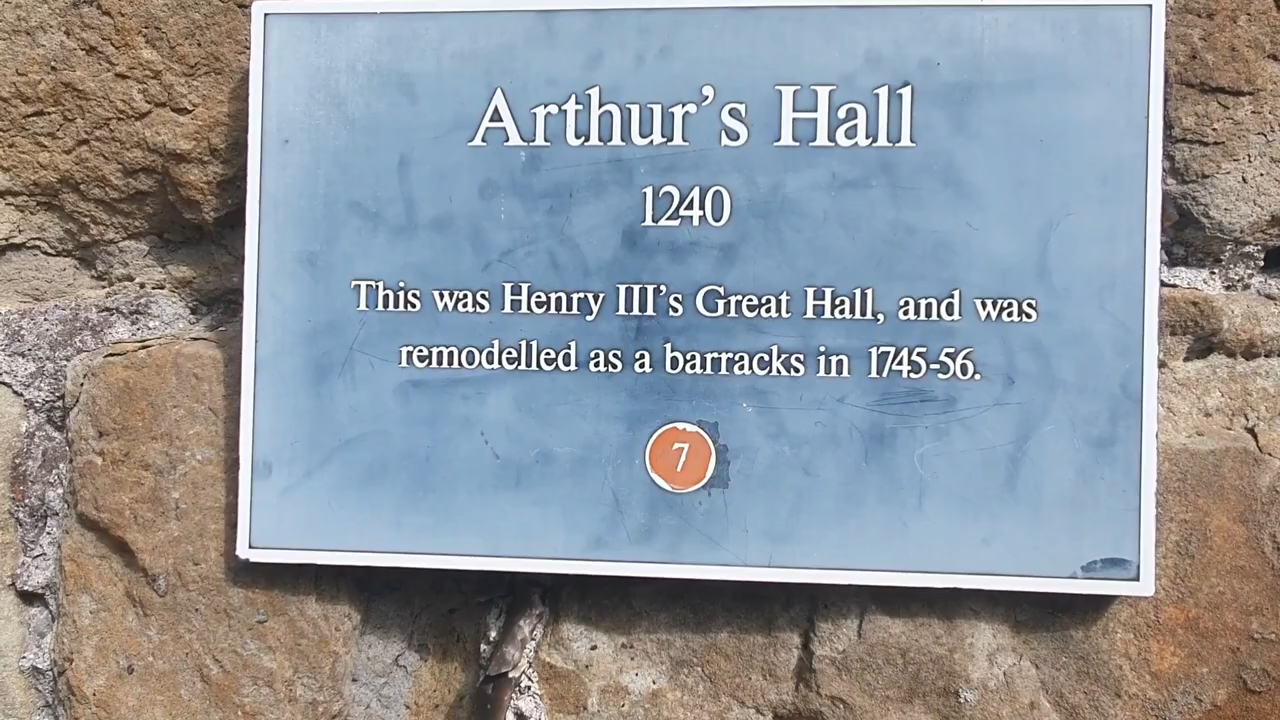 Arthur's Hall
1240
This was Henry III's Great Hall, and was
remodelled as a barracks in 1745-56.
7